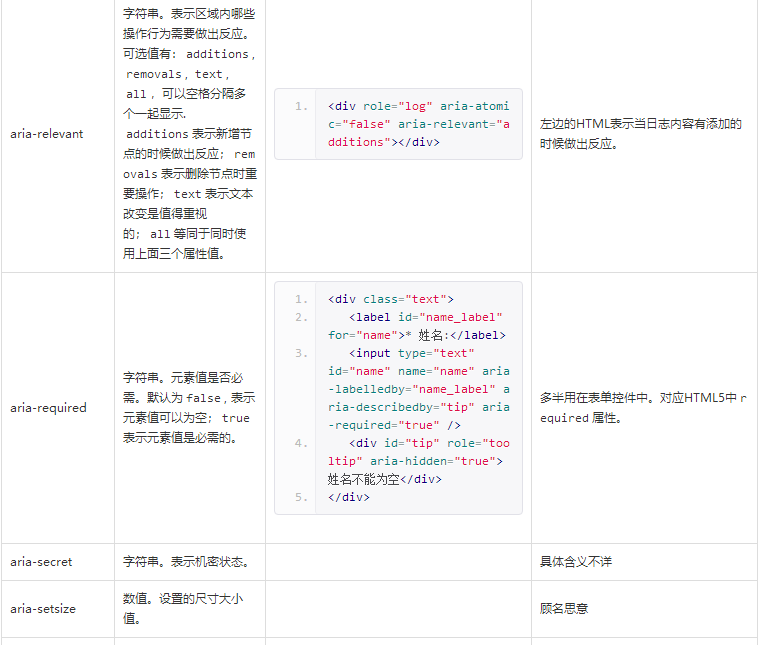 aria-relevant
字符串。表示区域内哪些
操作行为需要做出反应。
可选值有: additions ,
removals , text ,
all , 可以空格分隔多
个一起显示.
additions 表示新增节
点的时候做出反应; rem
ovals 表示删除节点时重
要操作; text 表示文本
改变是值得重视
的; all 等同于同时使
用上面三个属性值。
1. <div role="log" aria-atomi
c="false" aria-relevant="a
dditions"></div>
左边的HTML表示当日志内容有添加的
时候做出反应。
aria-required
字符串。元素值是否必
需。默认为 false , 表示
元素值可以为空; true
表示元素值是必需的。
1. <div class="text">
2. <label id="name_label"
for="name">* 姓名:</label>
3. <input type="text"
id="name" name="name" aria
-labelledby="name_label" a
ria-describedby="tip" aria
-required="true" />
4. <div id="tip" role="too
ltip" aria-hidden="true">
姓名不能为空</div>
5. </div>
多半用在表单控件中。对应HTML5中 r
equired 属性。
aria-secret
字符串。表示机密状态。
具体含义不详
aria-setsize
数值。设置的尺寸大小
值。
顾名思意